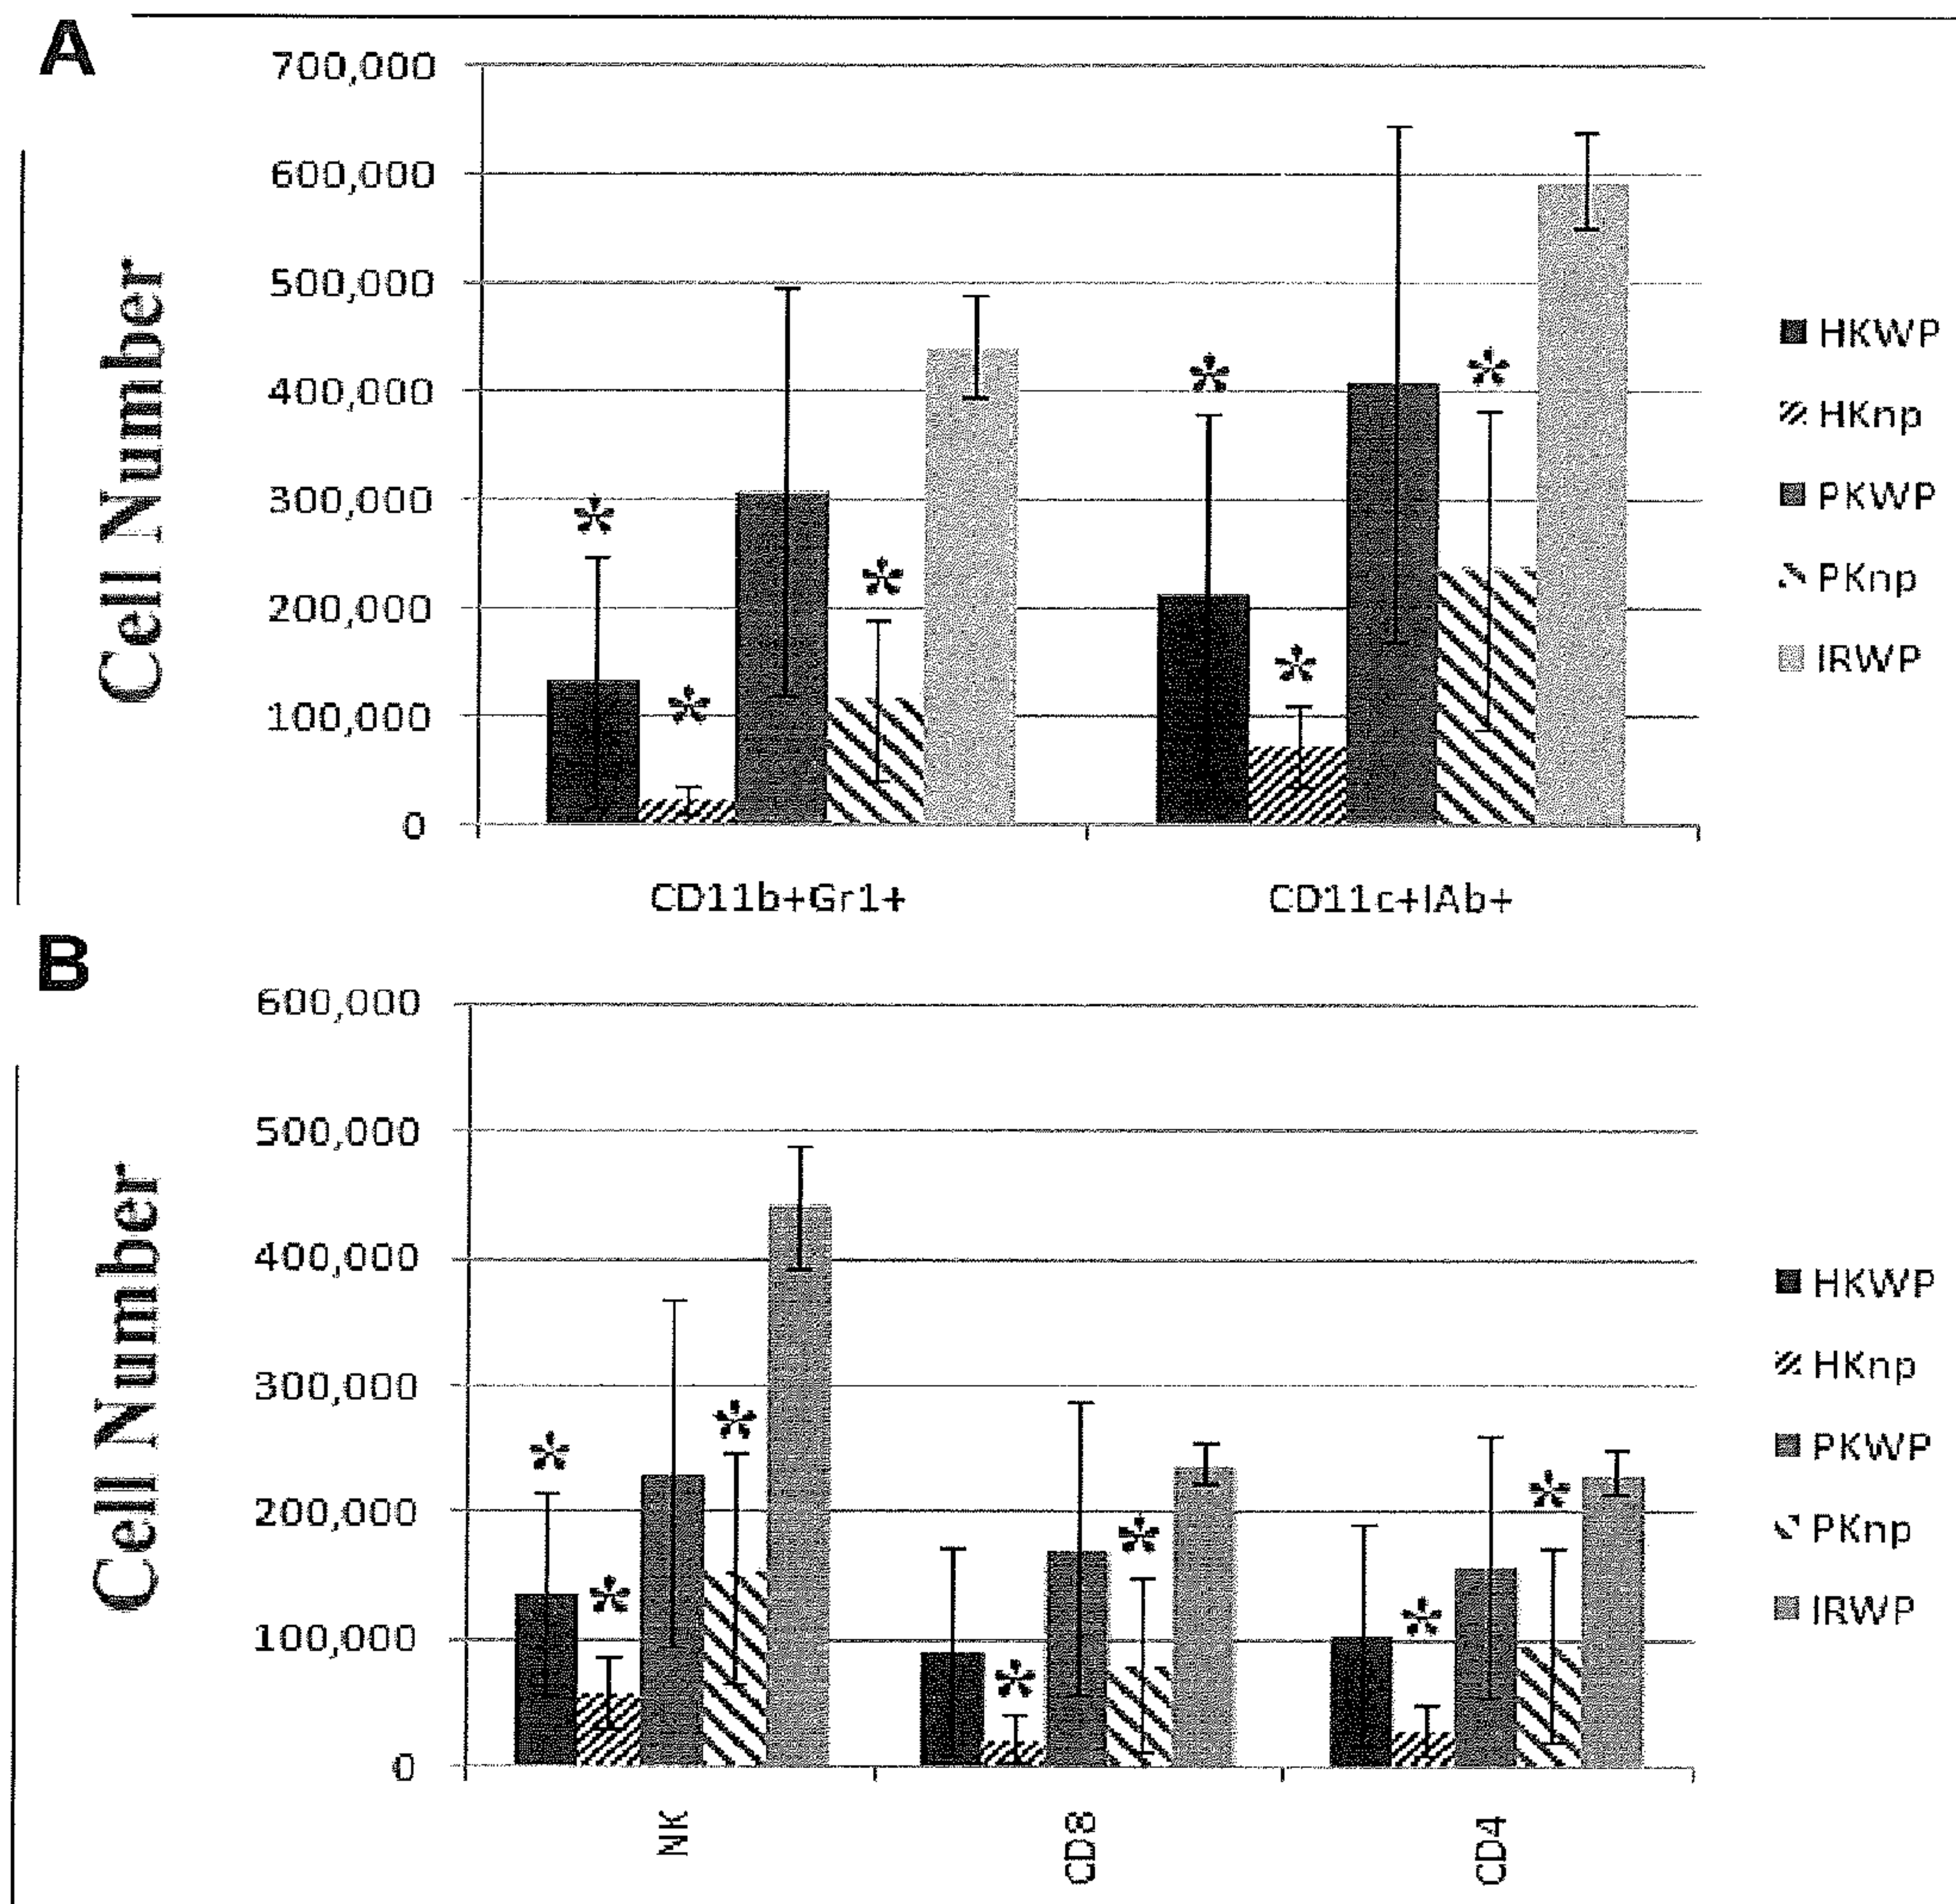 A
700,000
600,000
500,000
400,000
300,000
200,000
100,000
0
Cell Number
* * * * * *
CD11b+Gr1+
CD11c+IAb+
HKWP
HKnp
PKWP
PKnp
IRWP
B
600,000
500,000
400,000
300,000
200,000
100,000
0
Cell Number
* * * * * * *
NK
CD8
CD4
HKWP
HKnp
PKWP
PKnp
IRWP